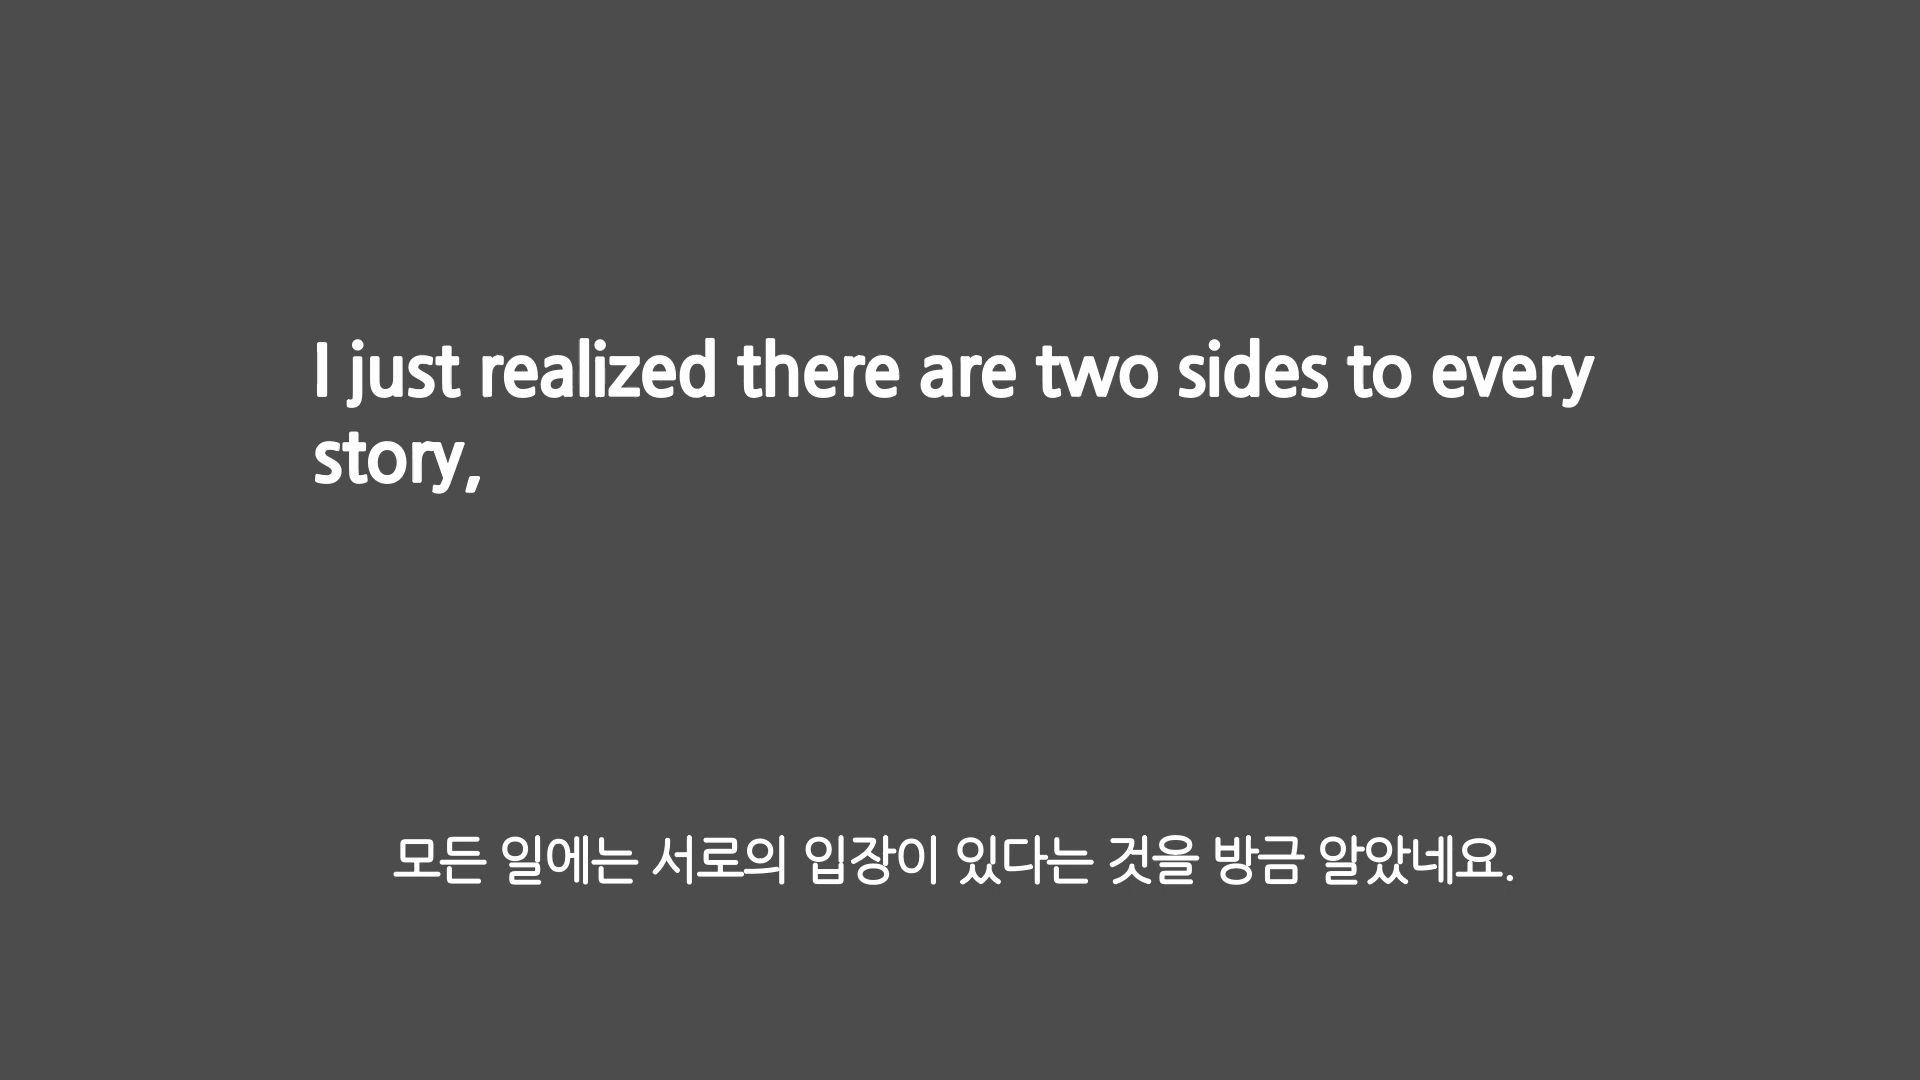 I just realized there are two sides to every
story,
모든 일에는 서로의 입장이 있다는 것을 방금 알았네요.